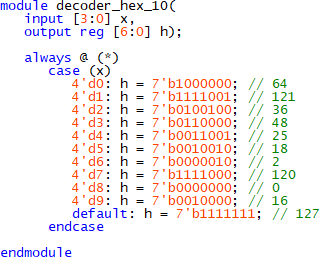 module decoder_hex_10(
input [3:0] x,
output reg [6:0] h);
always @ (*)
case (x)
4'd0: h = 7'b1000000; // 64
4'd1: h = 7'b1111001; // 121
4'd2: h = 7'b0100100; // 36
4'd3: h = 7'b0110000; // 48
4'd4: h = 7'b0011001; // 25
4'd5: h = 7'b0010010; // 18
4'd6: h = 7'b0000010; // 2
4'd7: h = 7'b1111000; // 120
4'd8: h = 7'b0000000; // 0
4'd9: h = 7'b0010000; // 16
default: h = 7'b1111111; // 127
endcase
endmodule